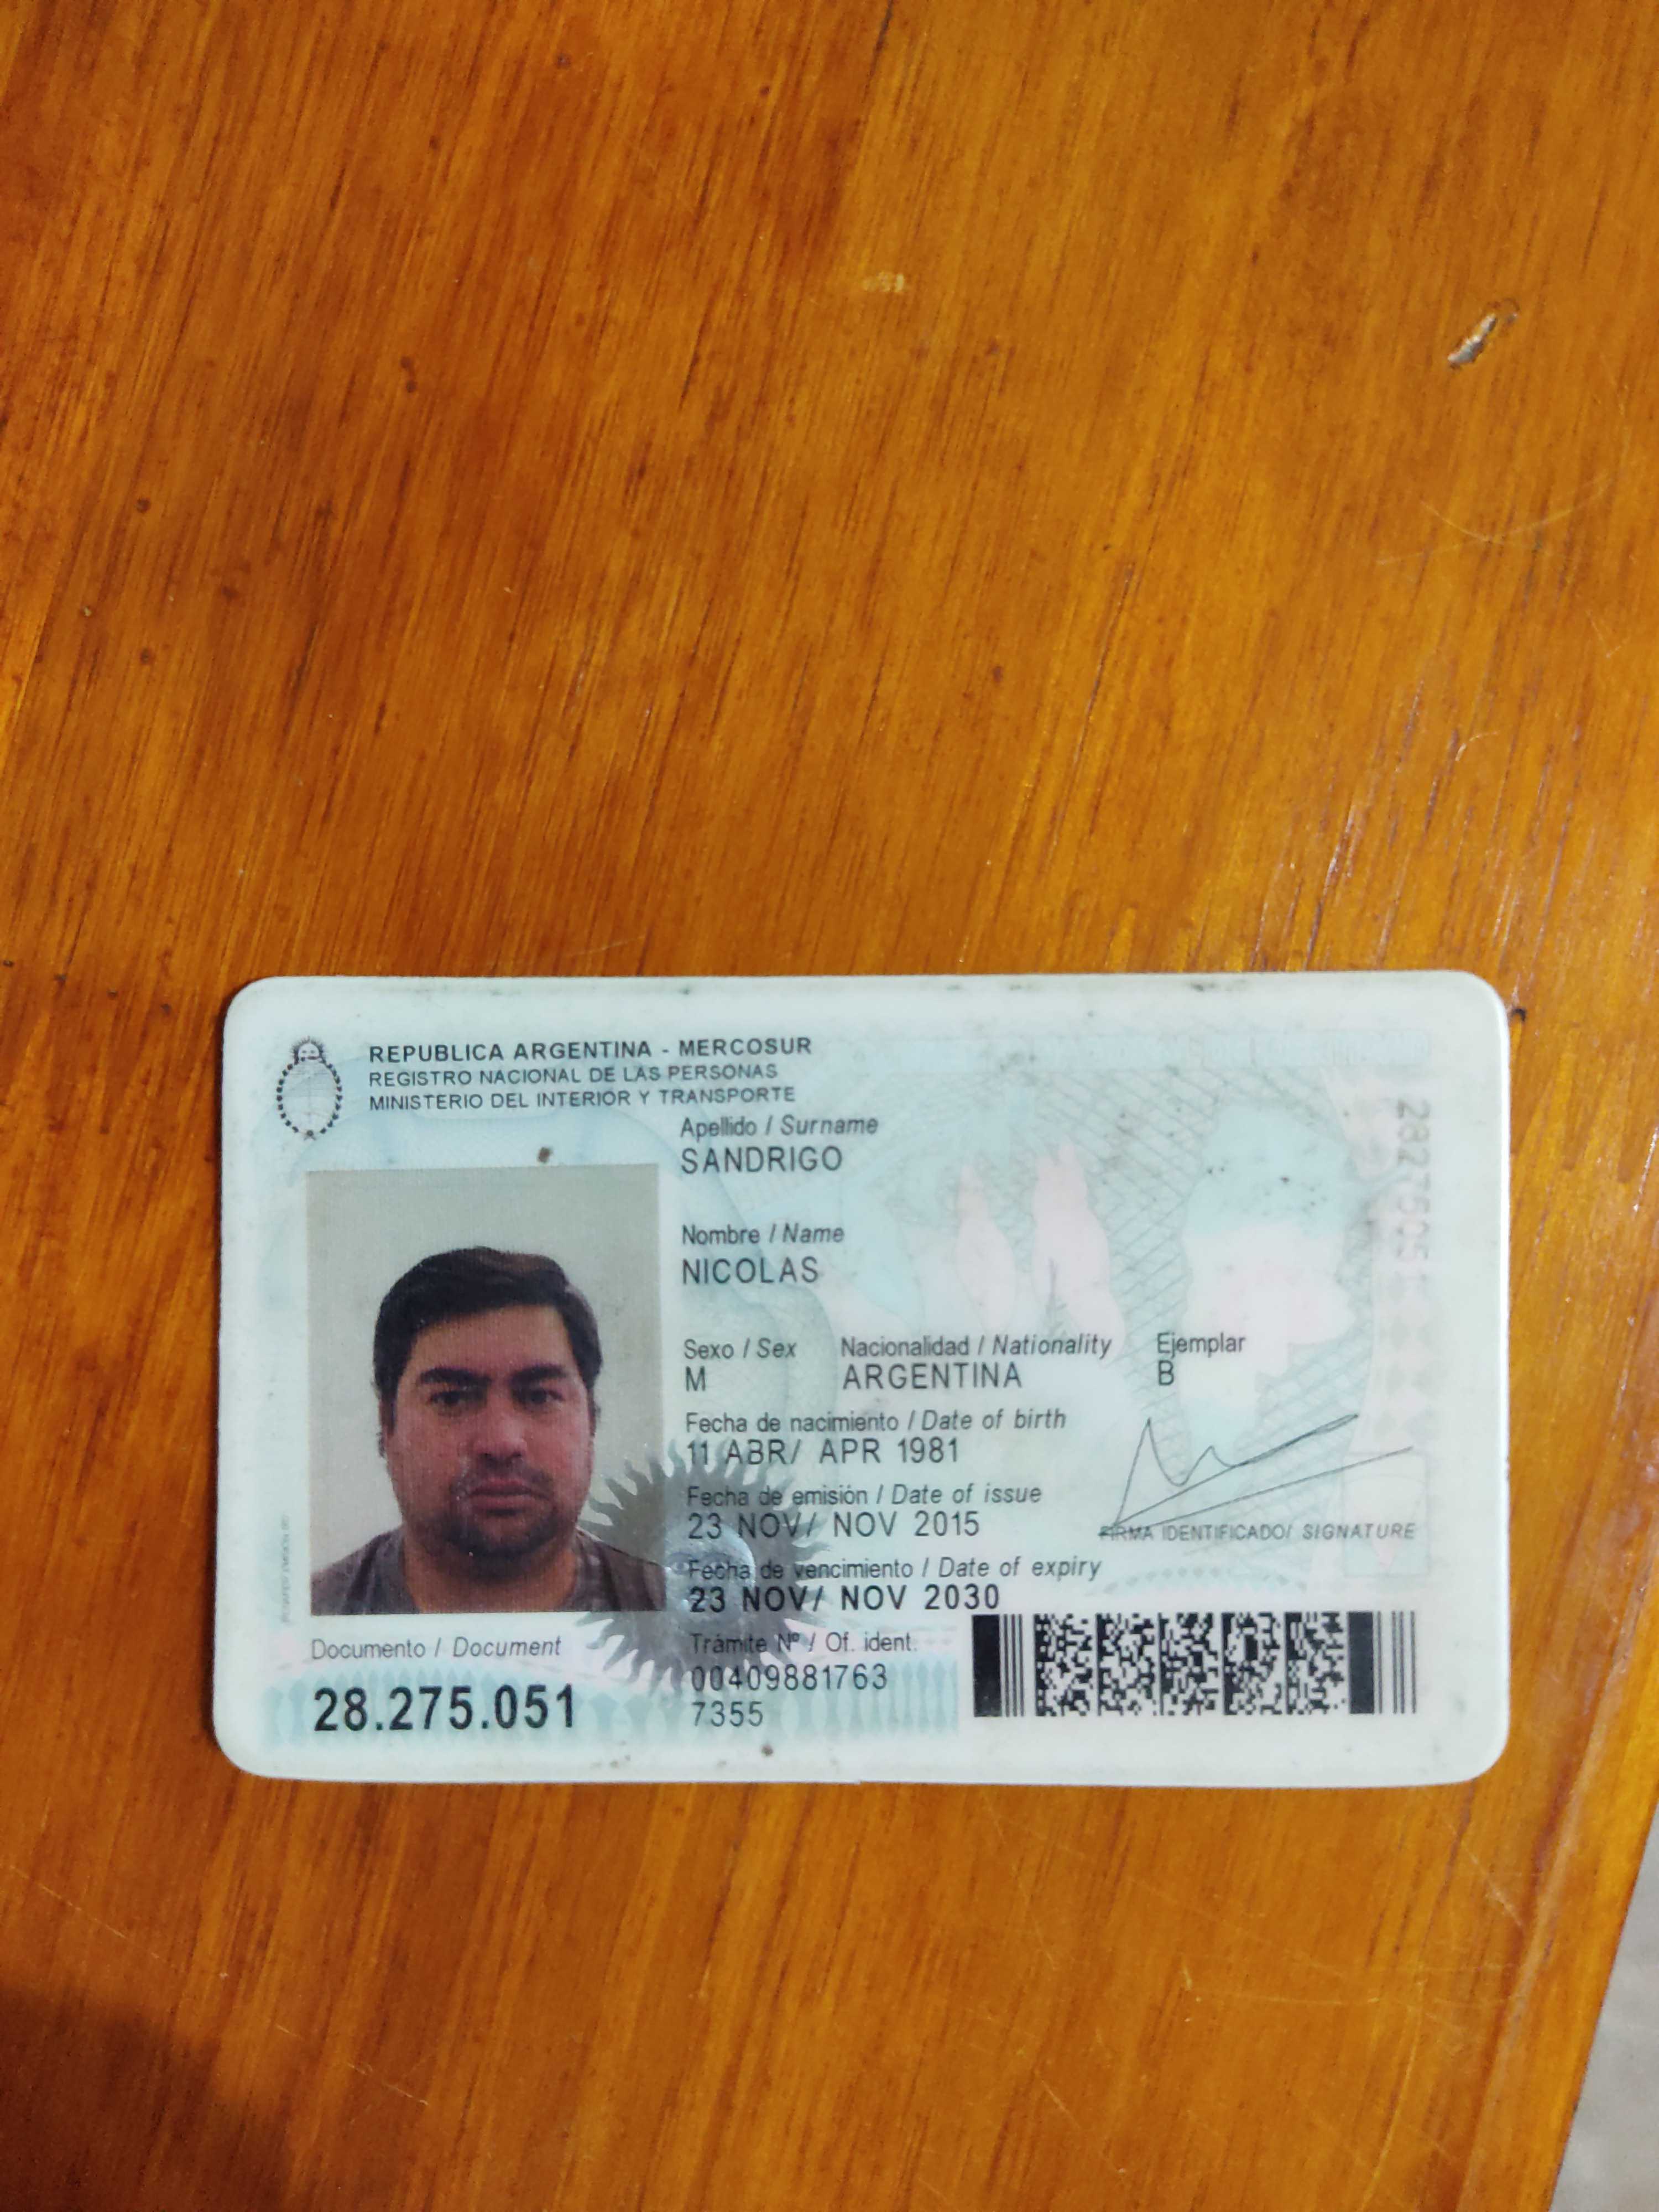 REPUBLICA ARGENTINA - MERCOSUR
REGISTRO NACIONAL DE LAS PERSONAS
MINISTERIO DEL INTERIOR Y TRANSPORTE
Apellido / Surname
SANDRIGO
Nombre / Name
NICOLAS
Sexo / Sex Nacionalidad / Nationality Ejemplar
M ARGENTINA B
Fecha de nacimiento / Date of birth
11 ABR/ APR 1981
Fecha de emisión / Date of issue
23 NOV/ NOV 2015
FIRMA IDENTIFICADO/ SIGNATURE
Fecha de vencimiento / Date of expiry
23 NOV/ NOV 2030
Documento / Document
28.275.051
Trámite Nº / Of. ident.
00409881763
7355